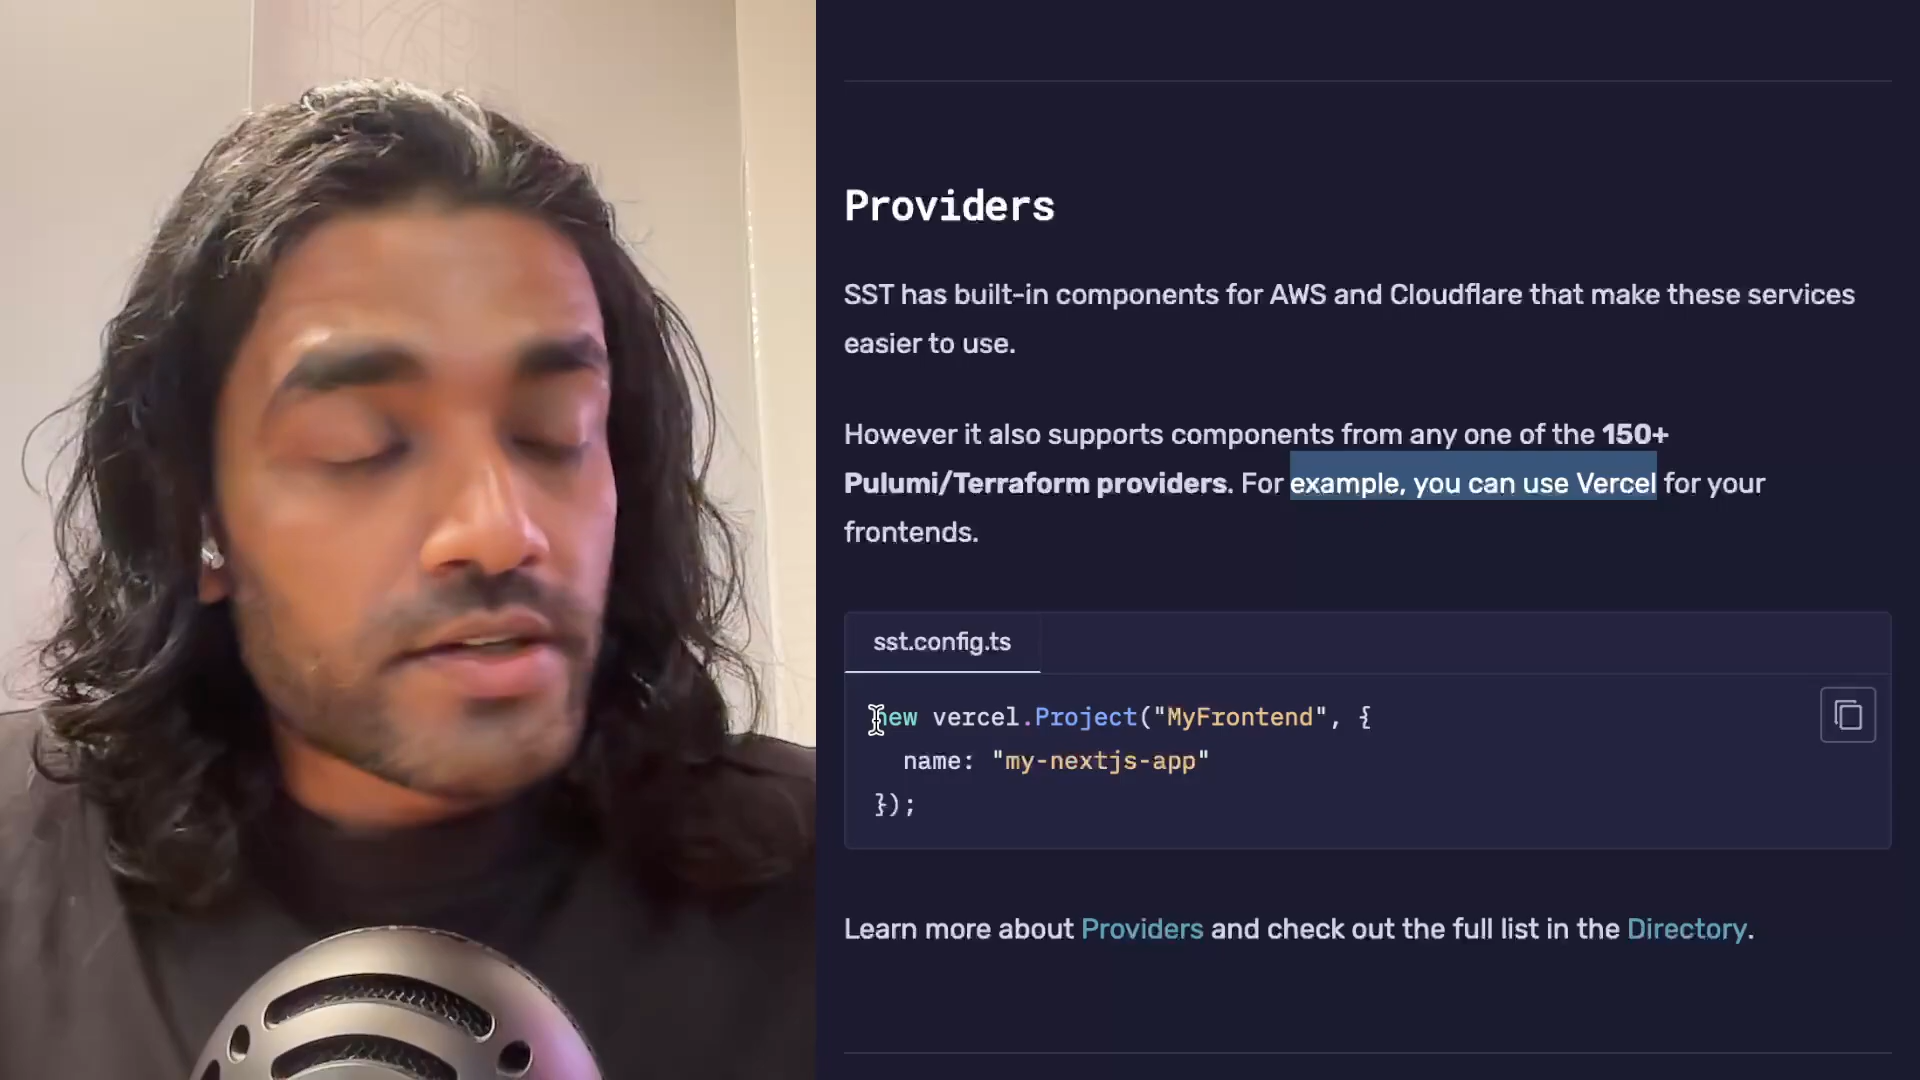 Providers
SST has built-in components for AWS and Cloudflare that make these services
easier to use.
However it also supports components from any one of the 150+
Pulumi/Terraform providers. For example, you can use Vercel for your
frontends.
sst.config.ts
new vercel.Project("MyFrontend", {
  name: "my-nextjs-app"
});
Learn more about Providers and check out the full list in the Directory.